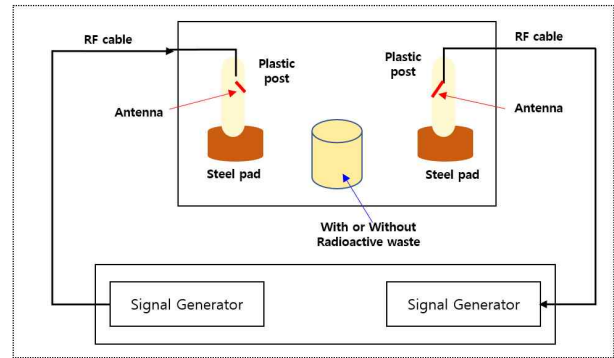 RF cable
Plastic
post
Plastic
post
RF cable
Antenna
Antenna
Steel pad
Steel pad
With or Without
Radioactive waste
Signal Generator
Signal Generator